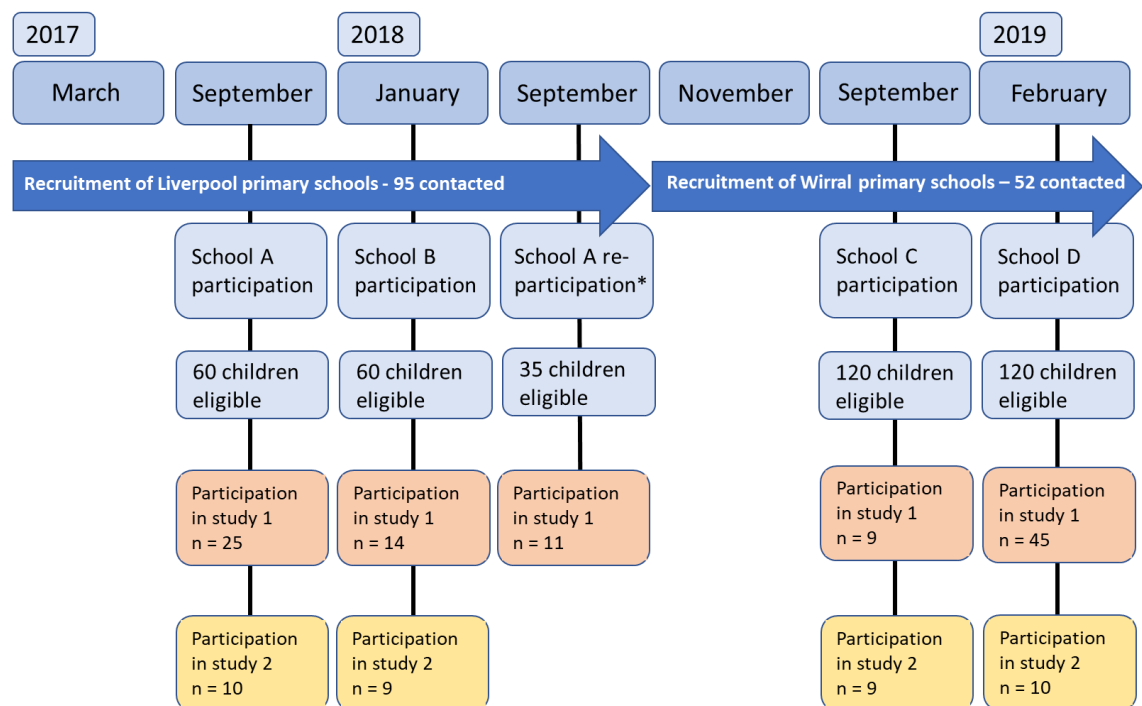 2017
2018
2019
March
September
January
September
November
September
February
Recruitment of Liverpool primary schools - 95 contacted
Recruitment of Wirral primary schools – 52 contacted
School A
participation
School B
participation
School A re-
participation*
School C
participation
School D
participation
60 children
eligible
60 children
eligible
35 children
eligible
120 children
eligible
120 children
eligible
Participation
in study 1
n = 25
Participation
in study 1
n = 14
Participation
in study 1
n = 11
Participation
in study 1
n = 9
Participation
in study 1
n = 45
Participation
in study 2
n = 10
Participation
in study 2
n = 9
Participation
in study 2
n = 9
Participation
in study 2
n = 10